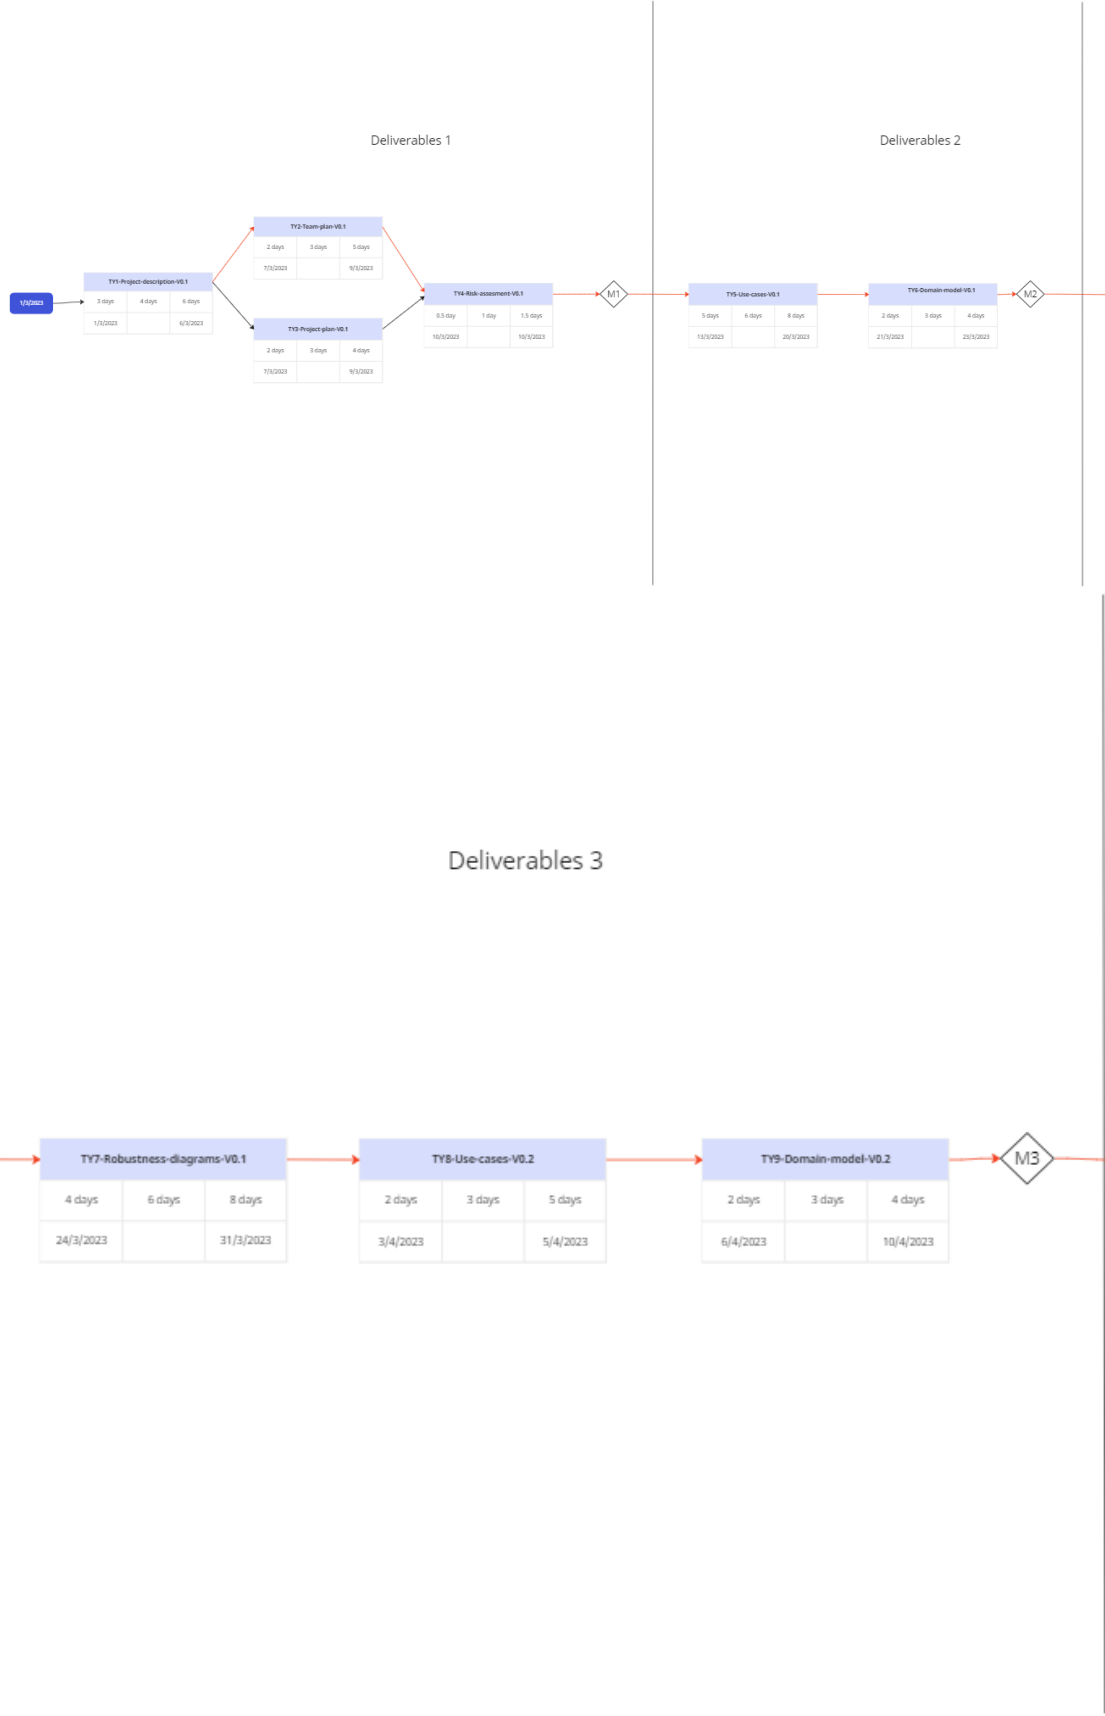 Deliverables 1
Deliverables 2
1/3/2023
TY1-Project-description-V0.1
3 days 4 days 6 days
1/3/2023 6/3/2023
TY2-Team-plan-V0.1
2 days 3 days 5 days
7/3/2023 9/3/2023
TY3-Project-plan-V0.1
2 days 3 days 4 days
7/3/2023 9/3/2023
TY4-Risk-assesment-V0.1
0.5 day 1 day 1.5 days
10/3/2023 10/3/2023
M1
TY5-Use-cases-V0.1
5 days 6 days 8 days
13/3/2023 20/3/2023
TY6-Domain-model-V0.1
2 days 3 days 4 days
21/3/2023 23/3/2023
M2
Deliverables 3
TY7-Robustness-diagrams-V0.1
4 days 6 days 8 days
24/3/2023 31/3/2023
TY8-Use-cases-V0.2
2 days 3 days 5 days
3/4/2023 5/4/2023
TY9-Domain-model-V0.2
2 days 3 days 4 days
6/4/2023 10/4/2023
M3